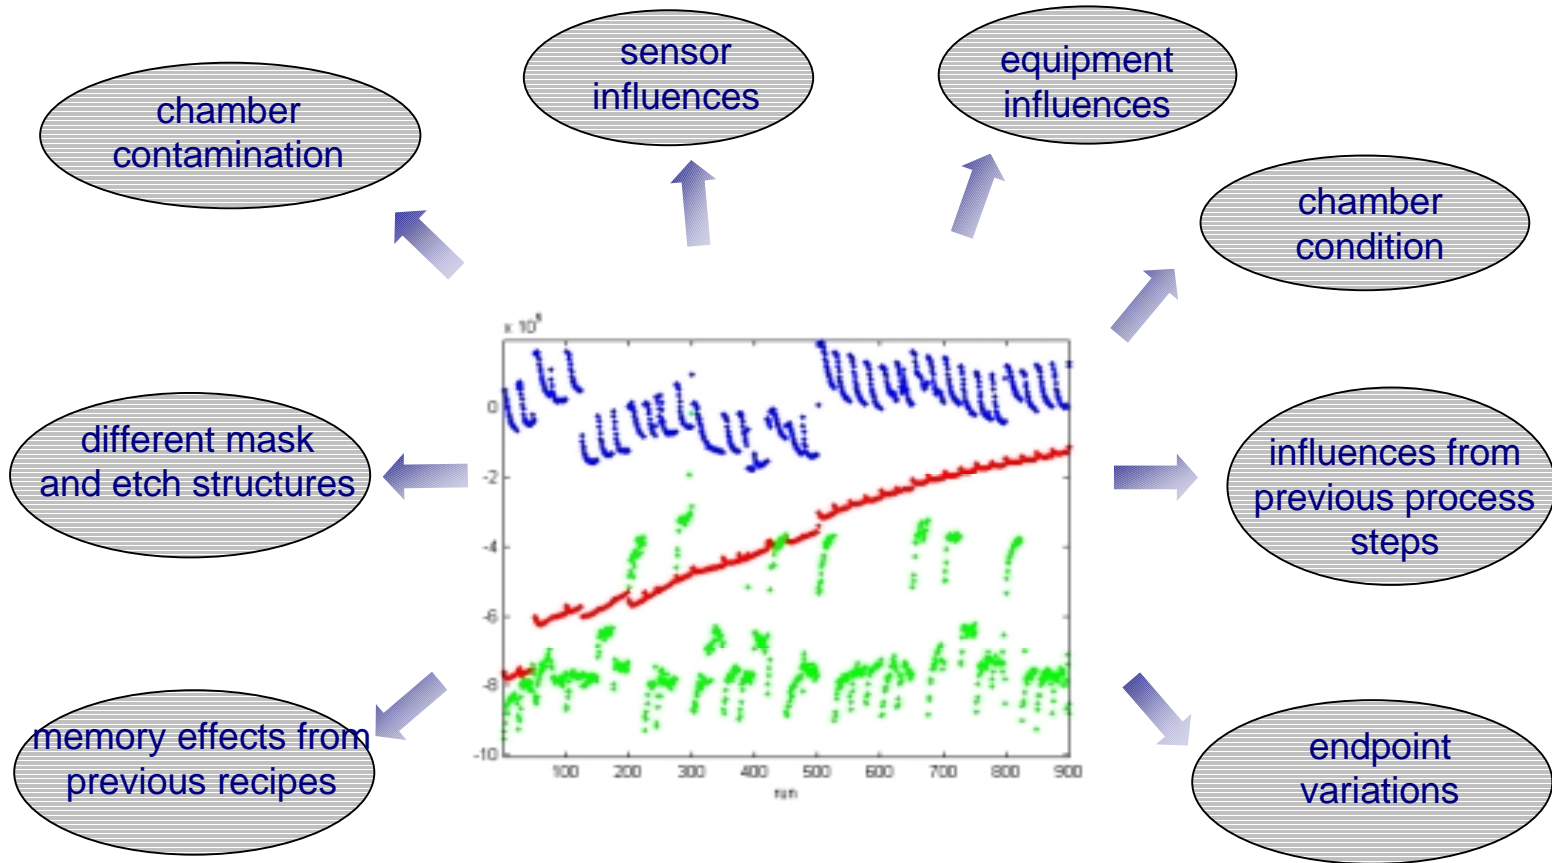 sensor
influences
equipment
influences
chamber
contamination
chamber
condition
0
-2
-4
-6
-8
-10
100 200 300 400 500 600 700 800 900
run
different mask
and etch structures
influences from
previous process
steps
memory effects from
previous recipes
endpoint
variations